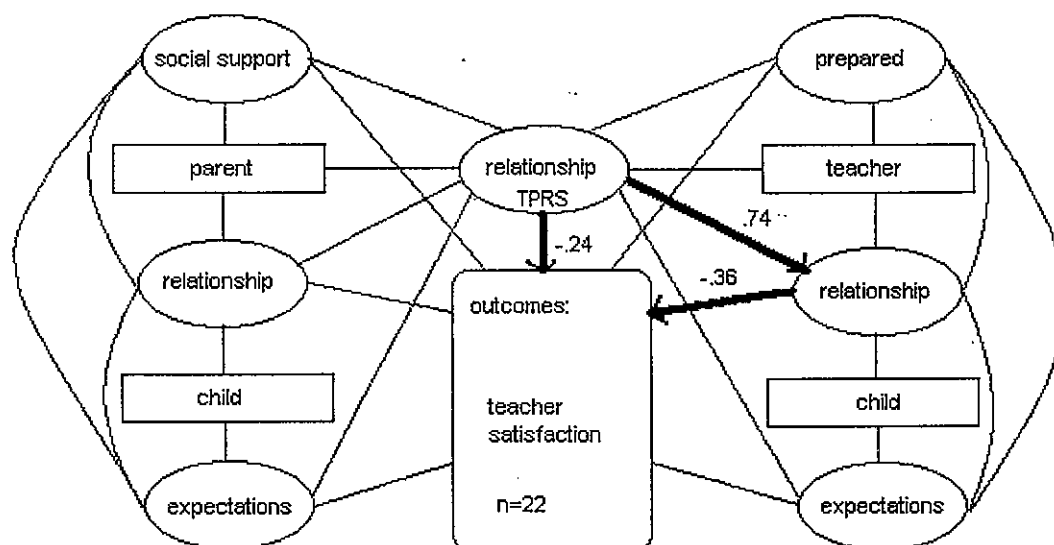 social support
prepared
parent
relationship
TPRS
teacher
-.24
.74
relationship
-.36
relationship
outcomes:
child
teacher
satisfaction
child
expectations
n=22
expectations